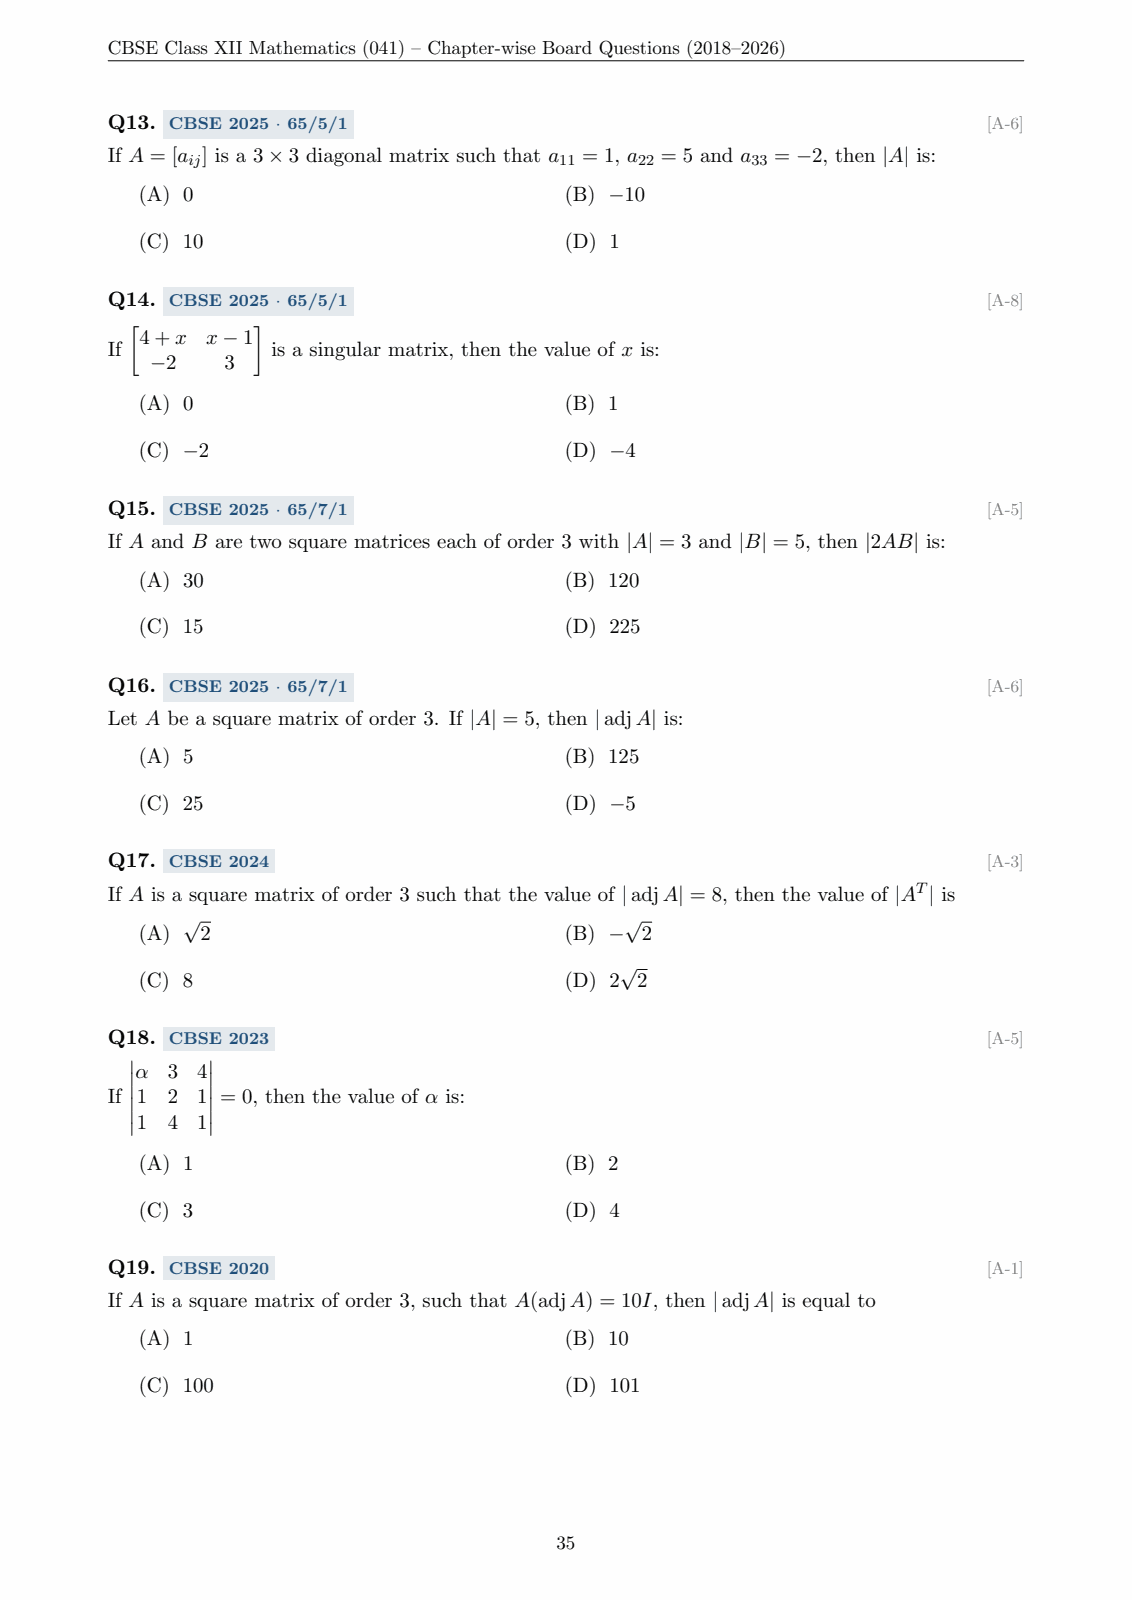 CBSE Class XII Mathematics (041) – Chapter-wise Board Questions (2018–2026)
Q13. CBSE 2025 · 65/5/1 [A-6]
If A = [aᵢⱼ] is a 3 × 3 diagonal matrix such that a₁₁ = 1, a₂₂ = 5 and a₃₃ = −2, then |A| is:
(A) 0 (B) −10
(C) 10 (D) 1
Q14. CBSE 2025 · 65/5/1 [A-8]
If [4 + x x − 1; −2 3] is a singular matrix, then the value of x is:
(A) 0 (B) 1
(C) −2 (D) −4
Q15. CBSE 2025 · 65/7/1 [A-5]
If A and B are two square matrices each of order 3 with |A| = 3 and |B| = 5, then |2AB| is:
(A) 30 (B) 120
(C) 15 (D) 225
Q16. CBSE 2025 · 65/7/1 [A-6]
Let A be a square matrix of order 3. If |A| = 5, then | adj A| is:
(A) 5 (B) 125
(C) 25 (D) −5
Q17. CBSE 2024 [A-3]
If A is a square matrix of order 3 such that the value of | adj A| = 8, then the value of |Aᵀ| is
(A) √2 (B) −√2
(C) 8 (D) 2√2
Q18. CBSE 2023 [A-5]
If |α 3 4; 1 2 1; 1 4 1| = 0, then the value of α is:
(A) 1 (B) 2
(C) 3 (D) 4
Q19. CBSE 2020 [A-1]
If A is a square matrix of order 3, such that A(adj A) = 10I, then | adj A| is equal to
(A) 1 (B) 10
(C) 100 (D) 101
35